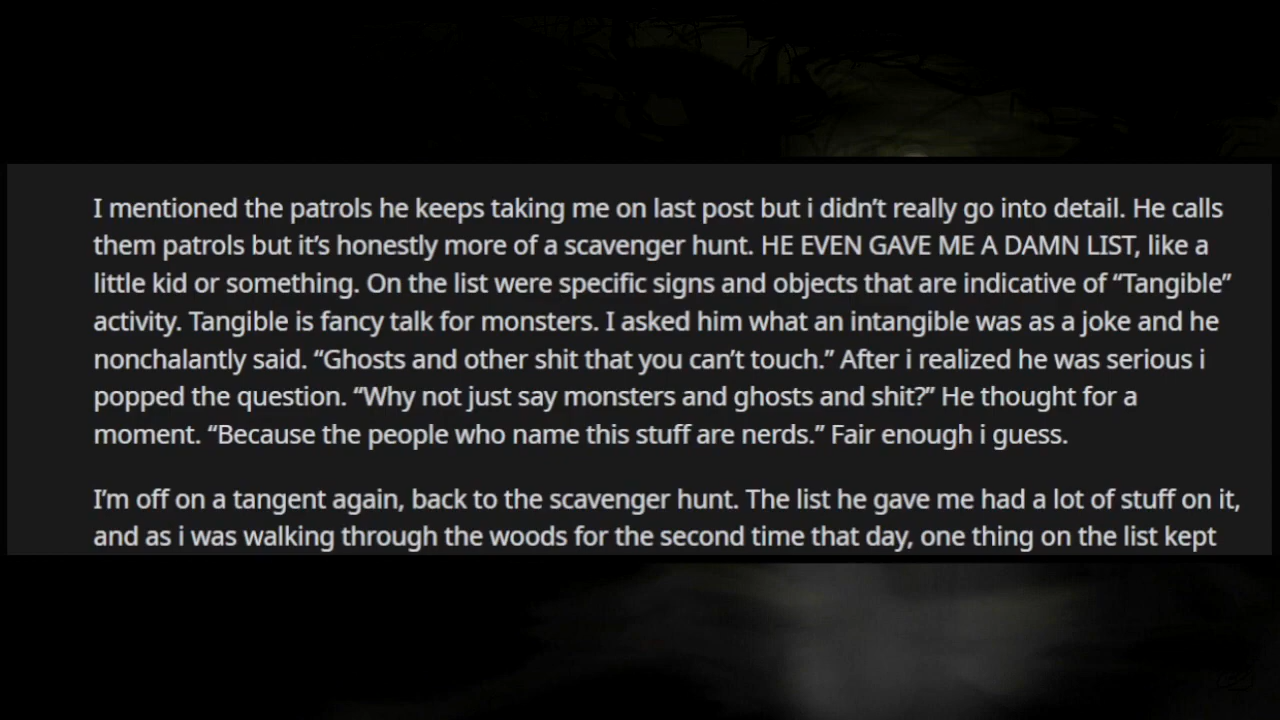 I mentioned the patrols he keeps taking me on last post but i didn’t really go into detail. He calls
them patrols but it’s honestly more of a scavenger hunt. HE EVEN GAVE ME A DAMN LIST, like a
little kid or something. On the list were specific signs and objects that are indicative of “Tangible”
activity. Tangible is fancy talk for monsters. I asked him what an intangible was as a joke and he
nonchalantly said. “Ghosts and other shit that you can’t touch.” After i realized he was serious i
popped the question. “Why not just say monsters and ghosts and shit?” He thought for a
moment. “Because the people who name this stuff are nerds.” Fair enough i guess.
I’m off on a tangent again, back to the scavenger hunt. The list he gave me had a lot of stuff on it,
and as i was walking through the woods for the second time that day, one thing on the list kept